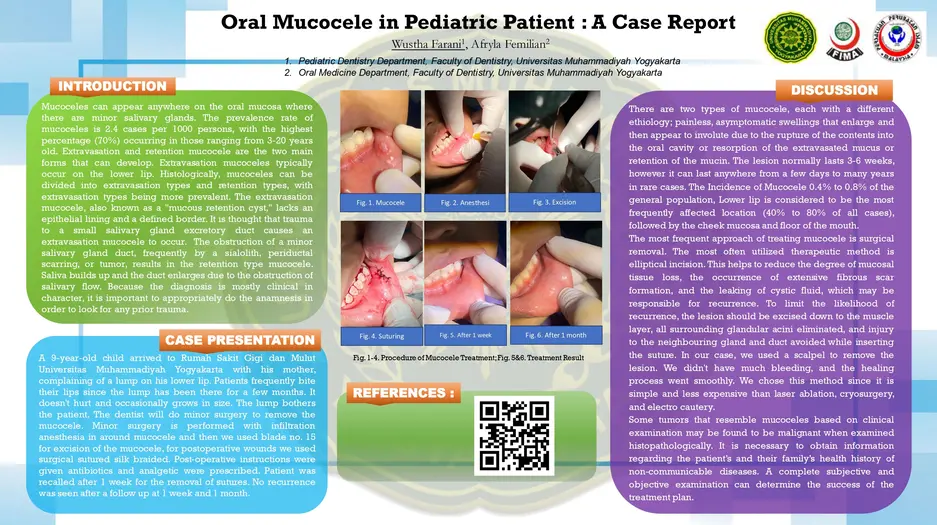 Oral Mucocele in Pediatric Patient : A Case Report
Wustha Farani1, Afryla Femilian2
1. Pediatric Dentistry Department, Faculty of Dentistry, Universitas Muhammadiyah Yogyakarta
2. Oral Medicine Department, Faculty of Dentistry, Universitas Muhammadiyah Yogyakarta
FIMA
INTRODUCTION
Mucoceles can appear anywhere on the oral mucosa where
there are minor salivary glands. The prevalence rate of
mucoceles is 2.4 cases per 1000 persons, with the highest
percentage (70%) occurring in those ranging from 3-20 years
old. Extravasation and retention mucocele are the two main
forms that can develop. Extravasation mucoceles typically
occur on the lower lip. Histologically, mucoceles can be
divided into extravasation types and retention types, with
extravasation types being more prevalent. The extravasation
mucocele, also known as a "mucous retention cyst," lacks an
epithelial lining and a defined border. It is thought that trauma
to a small salivary gland excretory duct causes an
extravasation mucocele to occur. The obstruction of a minor
salivary gland duct, frequently by a sialolith, periductal
scarring, or tumor, results in the retention type mucocele.
Saliva builds up and the duct enlarges due to the obstruction of
salivary flow. Because the diagnosis is mostly clinical in
character, it is important to appropriately do the anamnesis in
order to look for any prior trauma.
CASE PRESENTATION
A 9-year-old child arrived to Rumah Sakit Gigi dan Mulut
Universitas Muhammadiyah Yogyakarta with his mother,
complaining of a lump on his lower lip. Patients frequently bite
their lips since the lump has been there for a few months. It
doesn't hurt and occasionally grows in size. The lump bothers
the patient. The dentist will do minor surgery to remove the
mucocele. Minor surgery is performed with infiltration
anesthesia in around mucocele and then we used blade no. 15
for excision of the mucocele, for postoperative wounds we used
surgical sutured silk braided. Post-operative instructions were
given antibiotics and analgetic were prescribed. Patient was
recalled after 1 week for the removal of sutures. No recurrence
was seen after a follow up at 1 week and 1 month.
Fig. 1. Mucocele
Fig. 2. Anesthesi
Fig. 3. Excision
Fig. 4. Suturing
Fig. 5. After 1 week
Fig. 6. After 1 month
Fig. 1-4. Procedure of Mucocele Treatment; Fig. 5&6. Treatment Result
REFERENCES :
DISCUSSION
There are two types of mucocele, each with a different
ethiology; painless, asymptomatic swellings that enlarge and
then appear to involute due to the rupture of the contents into
the oral cavity or resorption of the extravasated mucus or
retention of the mucin. The lesion normally lasts 3-6 weeks,
however it can last anywhere from a few days to many years
in rare cases. The Incidence of Mucocele 0.4% to 0.8% of the
general population, Lower lip is considered to be the most
frequently affected location (40% to 80% of all cases),
followed by the cheek mucosa and floor of the mouth.
The most frequent approach of treating mucocele is surgical
removal. The most often utilized therapeutic method is
elliptical incision. This helps to reduce the degree of mucosal
tissue loss, the occurrence of extensive fibrous scar
formation, and the leaking of cystic fluid, which may be
responsible for recurrence. To limit the likelihood of
recurrence, the lesion should be excised down to the muscle
layer, all surrounding glandular acini eliminated, and injury
to the neighbouring gland and duct avoided while inserting
the suture. In our case, we used a scalpel to remove the
lesion. We didn't have much bleeding, and the healing
process went smoothly. We chose this method since it is
simple and less expensive than laser ablation, cryosurgery,
and electro cautery.
Some tumors that resemble mucoceles based on clinical
examination may be found to be malignant when examined
histopathologically. It is necessary to obtain information
regarding the patient's and their family's health history of
non-communicable diseases. A complete subjective and
objective examination can determine the success of the
treatment plan.